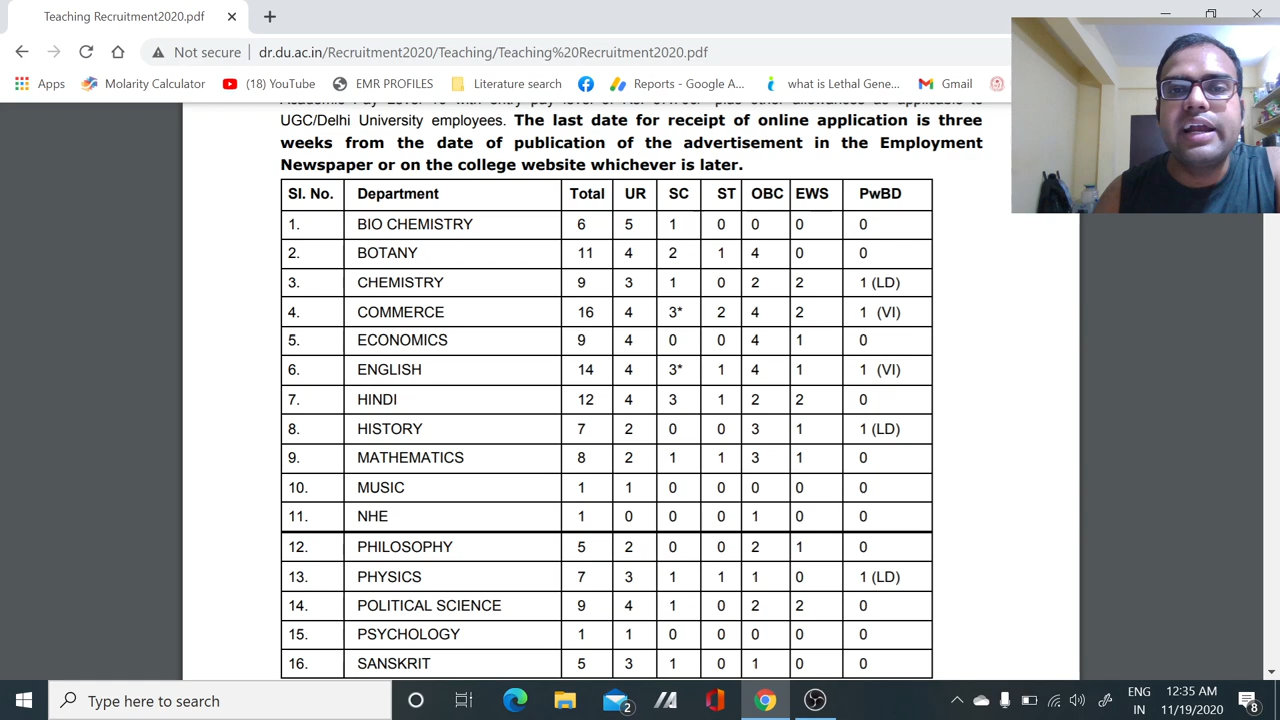 Teaching Recruitment2020.pdf
Not secure dr.du.ac.in/Recruitment2020/Teaching/Teaching%20Recruitment2020.pdf
Apps Molarity Calculator (18) YouTube EMR PROFILES Literature search Reports - Google A... what is Lethal Gene... Gmail
UGC/Delhi University employees. The last date for receipt of online application is three
weeks from the date of publication of the advertisement in the Employment
Newspaper or on the college website whichever is later.
Sl. No. Department Total UR SC ST OBC EWS PwBD
1. BIO CHEMISTRY 6 5 1 0 0 0 0
2. BOTANY 11 4 2 1 4 0 0
3. CHEMISTRY 9 3 1 0 2 2 1 (LD)
4. COMMERCE 16 4 3* 2 4 2 1 (VI)
5. ECONOMICS 9 4 0 0 4 1 0
6. ENGLISH 14 4 3* 1 4 1 1 (VI)
7. HINDI 12 4 3 1 2 2 0
8. HISTORY 7 2 0 0 3 1 1 (LD)
9. MATHEMATICS 8 2 1 1 3 1 0
10. MUSIC 1 1 0 0 0 0 0
11. NHE 1 0 0 0 1 0 0
12. PHILOSOPHY 5 2 0 0 2 1 0
13. PHYSICS 7 3 1 1 1 0 1 (LD)
14. POLITICAL SCIENCE 9 4 1 0 2 2 0
15. PSYCHOLOGY 1 1 0 0 0 0 0
16. SANSKRIT 5 3 1 0 1 0 0
Type here to search
2
ENG
IN
12:35 AM
11/19/2020
8